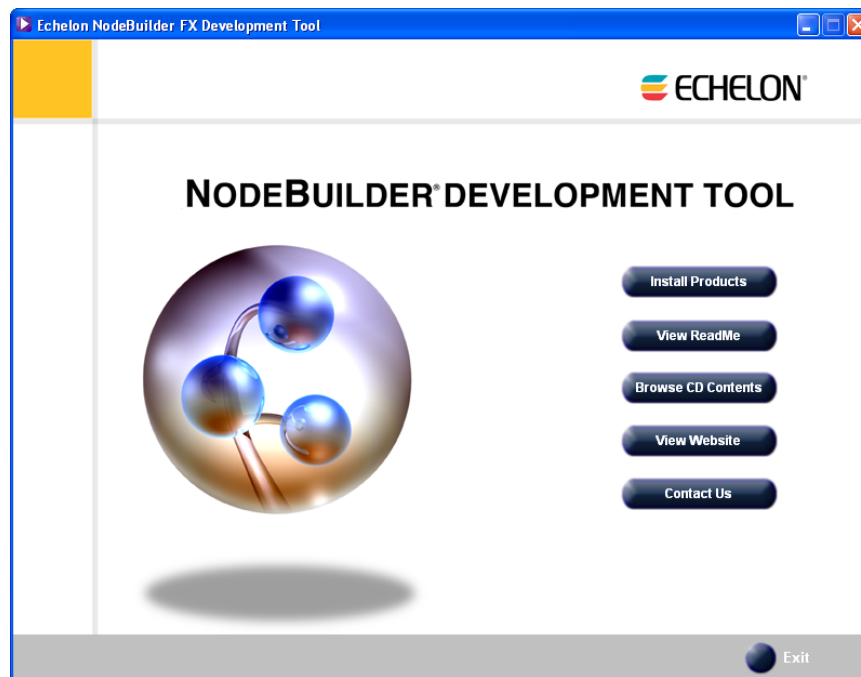 Echelon NodeBuilder FX Development Tool
ECHELON®
NODEBUILDER® DEVELOPMENT TOOL
Install Products
View ReadMe
Browse CD Contents
View Website
Contact Us
Exit